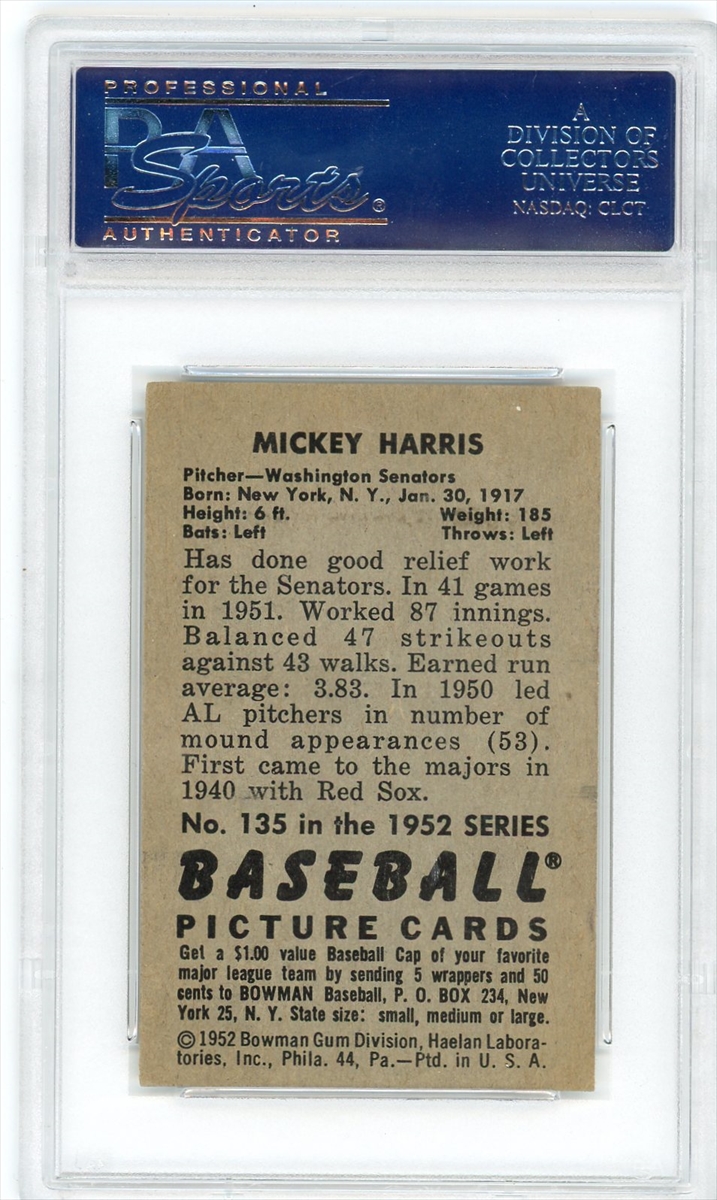 PROFESSIONAL
PSA
Sports®
AUTHENTICATOR
A
DIVISION OF
COLLECTORS
UNIVERSE
NASDAQ: CLCT
MICKEY HARRIS
Pitcher—Washington Senators
Born: New York, N. Y., Jan. 30, 1917
Height: 6 ft. Weight: 185
Bats: Left Throws: Left
Has done good relief work
for the Senators. In 41 games
in 1951. Worked 87 innings.
Balanced 47 strikeouts
against 43 walks. Earned run
average: 3.83. In 1950 led
AL pitchers in number of
mound appearances (53).
First came to the majors in
1940 with Red Sox.
No. 135 in the 1952 SERIES
BASEBALL®
PICTURE CARDS
Get a $1.00 value Baseball Cap of your favorite
major league team by sending 5 wrappers and 50
cents to BOWMAN Baseball, P. O. BOX 234, New
York 25, N. Y. State size: small, medium or large.
©1952 Bowman Gum Division, Haelan Labora-
tories, Inc., Phila. 44, Pa.—Ptd. in U. S. A.